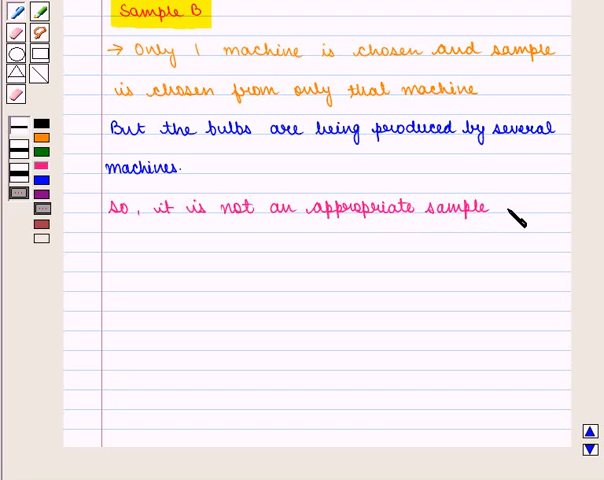 Sample B
→ Only 1 machine is chosen and sample
is chosen from only that machine
But the bulbs are being produced by several
machines.
So, it is not an appropriate sample